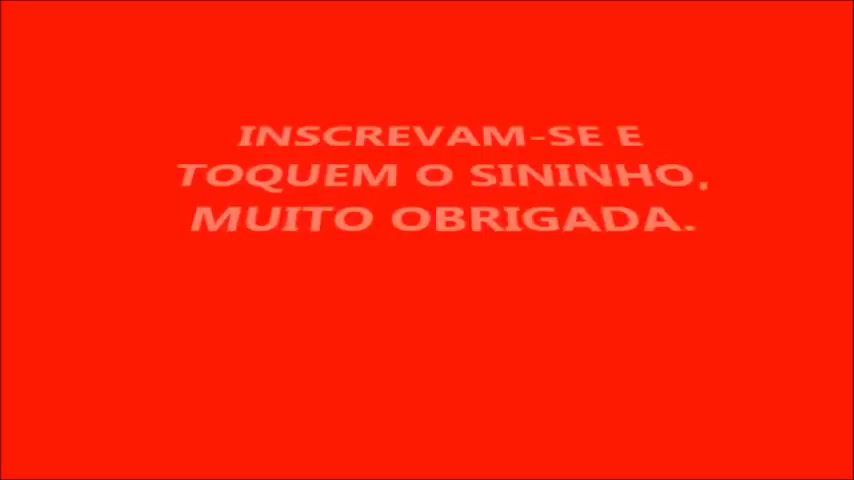 INSCREVAM-SE E
TOQUEM O SININHO,
MUITO OBRIGADA.